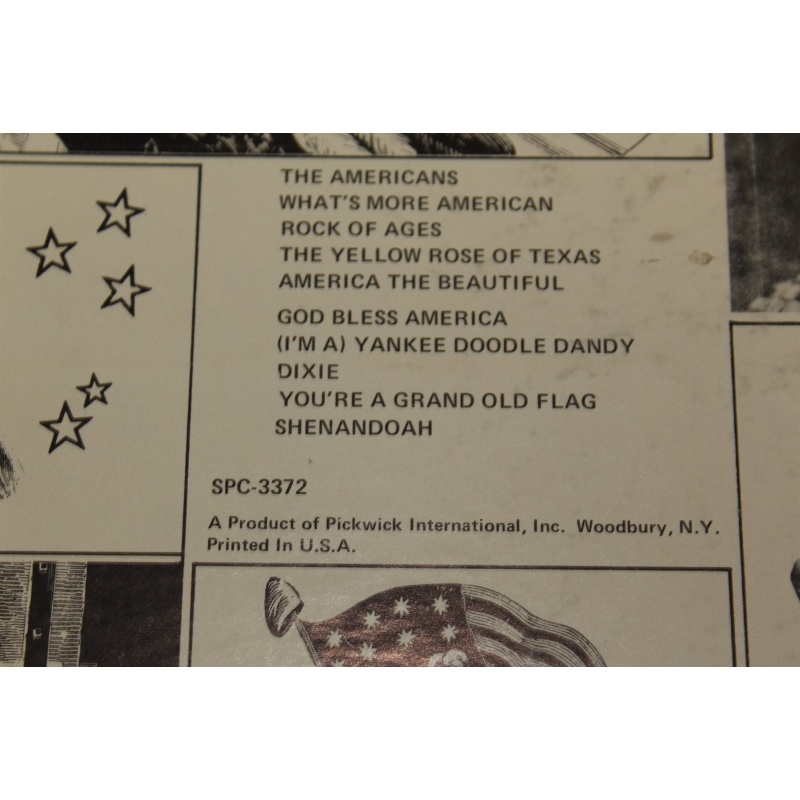 THE AMERICANS
WHAT'S MORE AMERICAN
ROCK OF AGES
THE YELLOW ROSE OF TEXAS
AMERICA THE BEAUTIFUL
GOD BLESS AMERICA
(I'M A) YANKEE DOODLE DANDY
DIXIE
YOU'RE A GRAND OLD FLAG
SHENANDOAH
SPC-3372
A Product of Pickwick International, Inc. Woodbury, N.Y.
Printed In U.S.A.